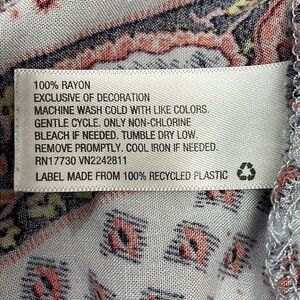 100% RAYON
EXCLUSIVE OF DECORATION
MACHINE WASH COLD WITH LIKE COLORS.
GENTLE CYCLE. ONLY NON-CHLORINE
BLEACH IF NEEDED. TUMBLE DRY LOW.
REMOVE PROMPTLY. COOL IRON IF NEEDED.
RN17730 VN2242811
LABEL MADE FROM 100% RECYCLED PLASTIC